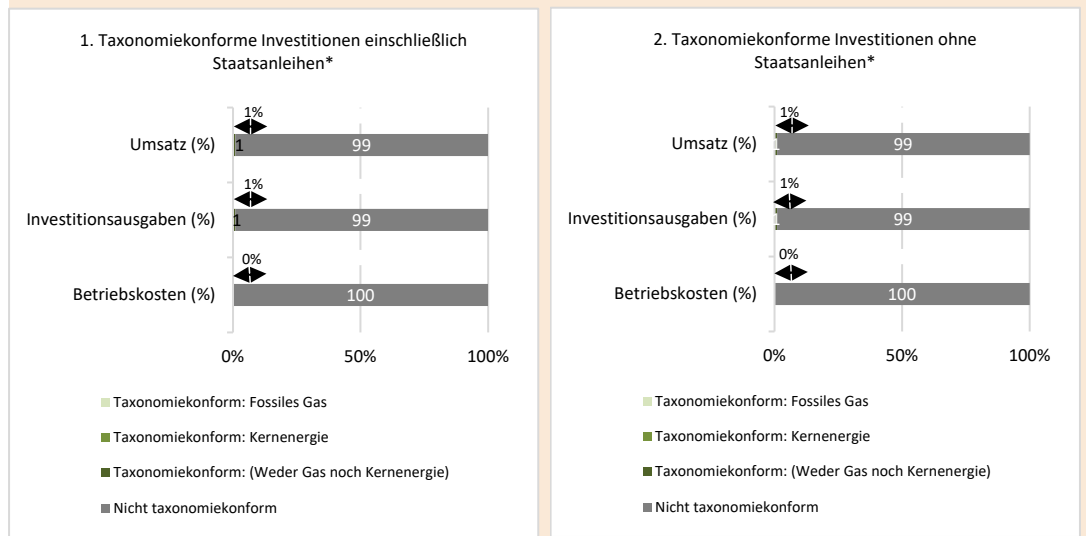 1. Taxonomiekonforme Investitionen einschließlich
Staatsanleihen*
1%
Umsatz (%)
1
99
1%
Investitionsausgaben (%)
1
99
0%
Betriebskosten (%)
100
0%
50%
100%
Taxonomiekonform: Fossiles Gas
Taxonomiekonform: Kernenergie
Taxonomiekonform: (Weder Gas noch Kernenergie)
Nicht taxonomiekonform
2. Taxonomiekonforme Investitionen ohne
Staatsanleihen*
1%
Umsatz (%)
1
99
1%
Investitionsausgaben (%)
1
99
0%
Betriebskosten (%)
100
0%
50%
100%
Taxonomiekonform: Fossiles Gas
Taxonomiekonform: Kernenergie
Taxonomiekonform: (Weder Gas noch Kernenergie)
Nicht taxonomiekonform